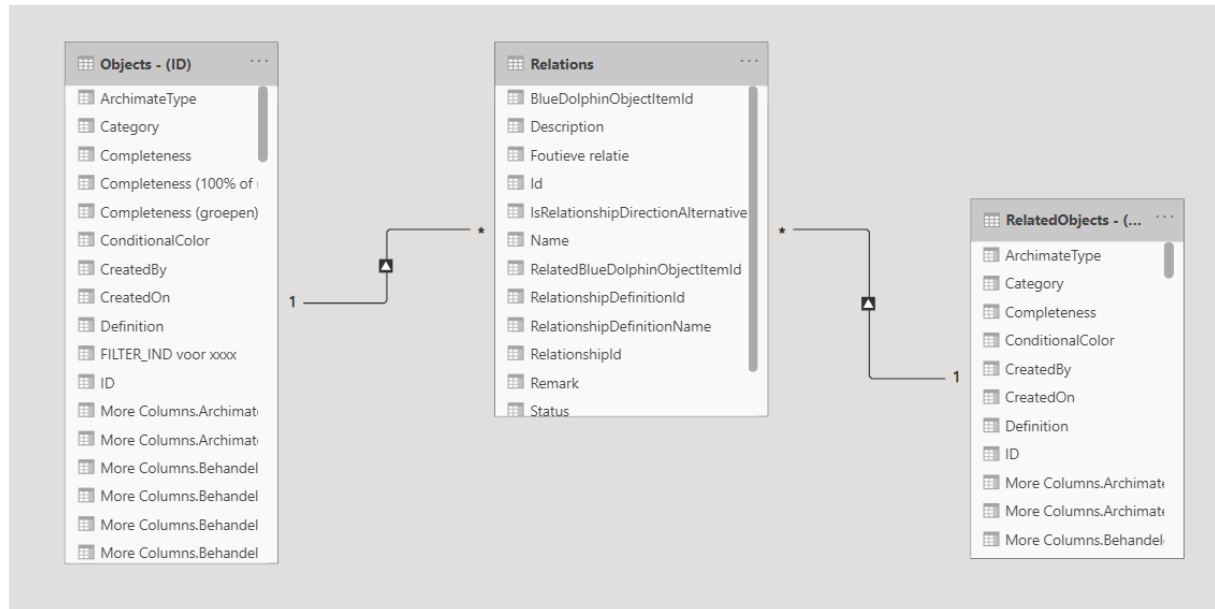 Objects - (ID)
ArchimateType
Category
Completeness
Completeness (100% of
Completeness (groepen)
ConditionalColor
CreatedBy
CreatedOn
Definition
FILTER_IND voor xxxx
ID
More Columns.Archimat
More Columns.Archimat
More Columns.Behandel
More Columns.Behandel
More Columns.Behandel
More Columns.Behandel
1
*
Relations
BlueDolphinObjectItemId
Description
Foutieve relatie
Id
IsRelationshipDirectionAlternative
Name
RelatedBlueDolphinObjectItemId
RelationshipDefinitionId
RelationshipDefinitionName
RelationshipId
Remark
Status
*
1
RelatedObjects - (...
ArchimateType
Category
Completeness
ConditionalColor
CreatedBy
CreatedOn
Definition
ID
More Columns.Archimate
More Columns.Archimate
More Columns.Behandel